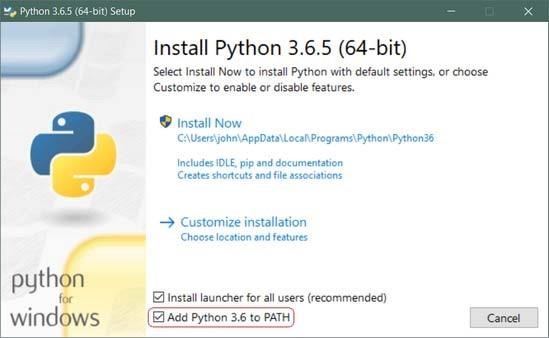 Python 3.6.5 (64-bit) Setup
Install Python 3.6.5 (64-bit)
Select Install Now to install Python with default settings, or choose
Customize to enable or disable features.
Install Now
C:\Users\john\AppData\Local\Programs\Python\Python36
Includes IDLE, pip and documentation
Creates shortcuts and file associations
Customize installation
Choose location and features
python
for
windows
Install launcher for all users (recommended)
Add Python 3.6 to PATH
Cancel